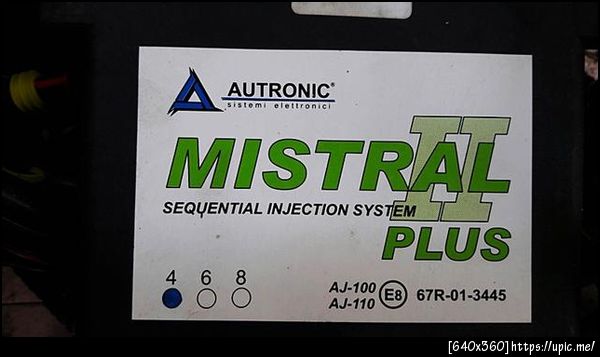 AUTRONIC®
sistemi elettronici
MISTRAL II
SEQUENTIAL INJECTION SYSTEM
PLUS
4 6 8
AJ-100
AJ-110
E8 67R-01-3445
[640x360]https://upic.me/